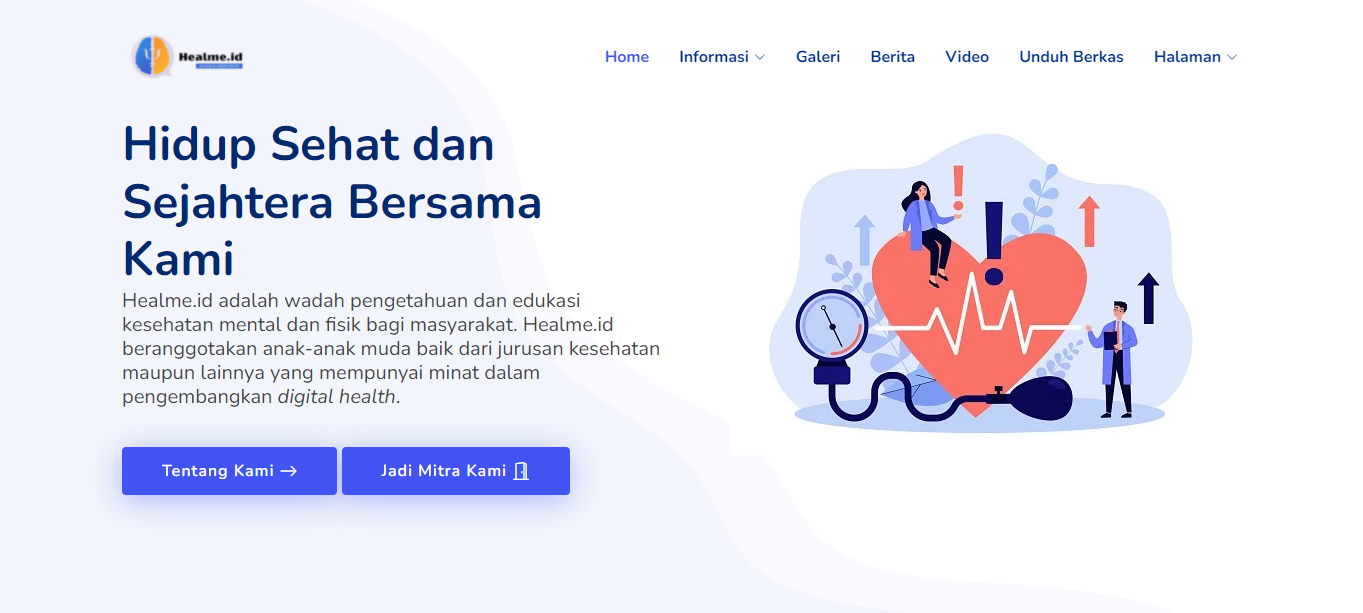 Healme.id
Home Informasi Galeri Berita Video Unduh Berkas Halaman
Hidup Sehat dan
Sejahtera Bersama
Kami
Healme.id adalah wadah pengetahuan dan edukasi
kesehatan mental dan fisik bagi masyarakat. Healme.id
beranggotakan anak-anak muda baik dari jurusan kesehatan
maupun lainnya yang mempunyai minat dalam
pengembangkan digital health.
Tentang Kami → Jadi Mitra Kami